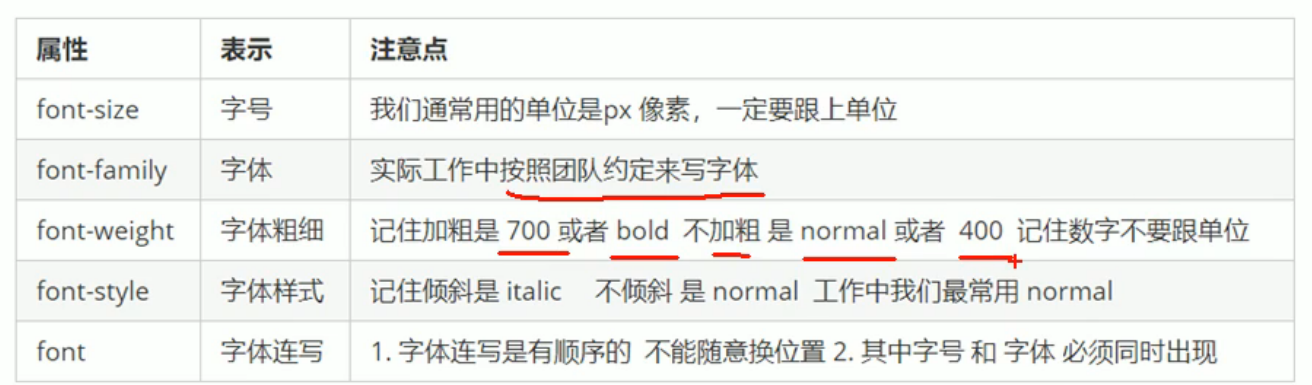 属性 表示 注意点
font-size 字号 我们通常用的单位是px 像素，一定要跟上单位
font-family 字体 实际工作中按照团队约定来写字体
font-weight 字体粗细 记住加粗是 700 或者 bold 不加粗 是 normal 或者 400 记住数字不要跟单位
font-style 字体样式 记住倾斜是 italic 不倾斜 是 normal 工作中我们最常用 normal
font 字体连写 1. 字体连写是有顺序的 不能随意换位置 2. 其中字号 和 字体 必须同时出现